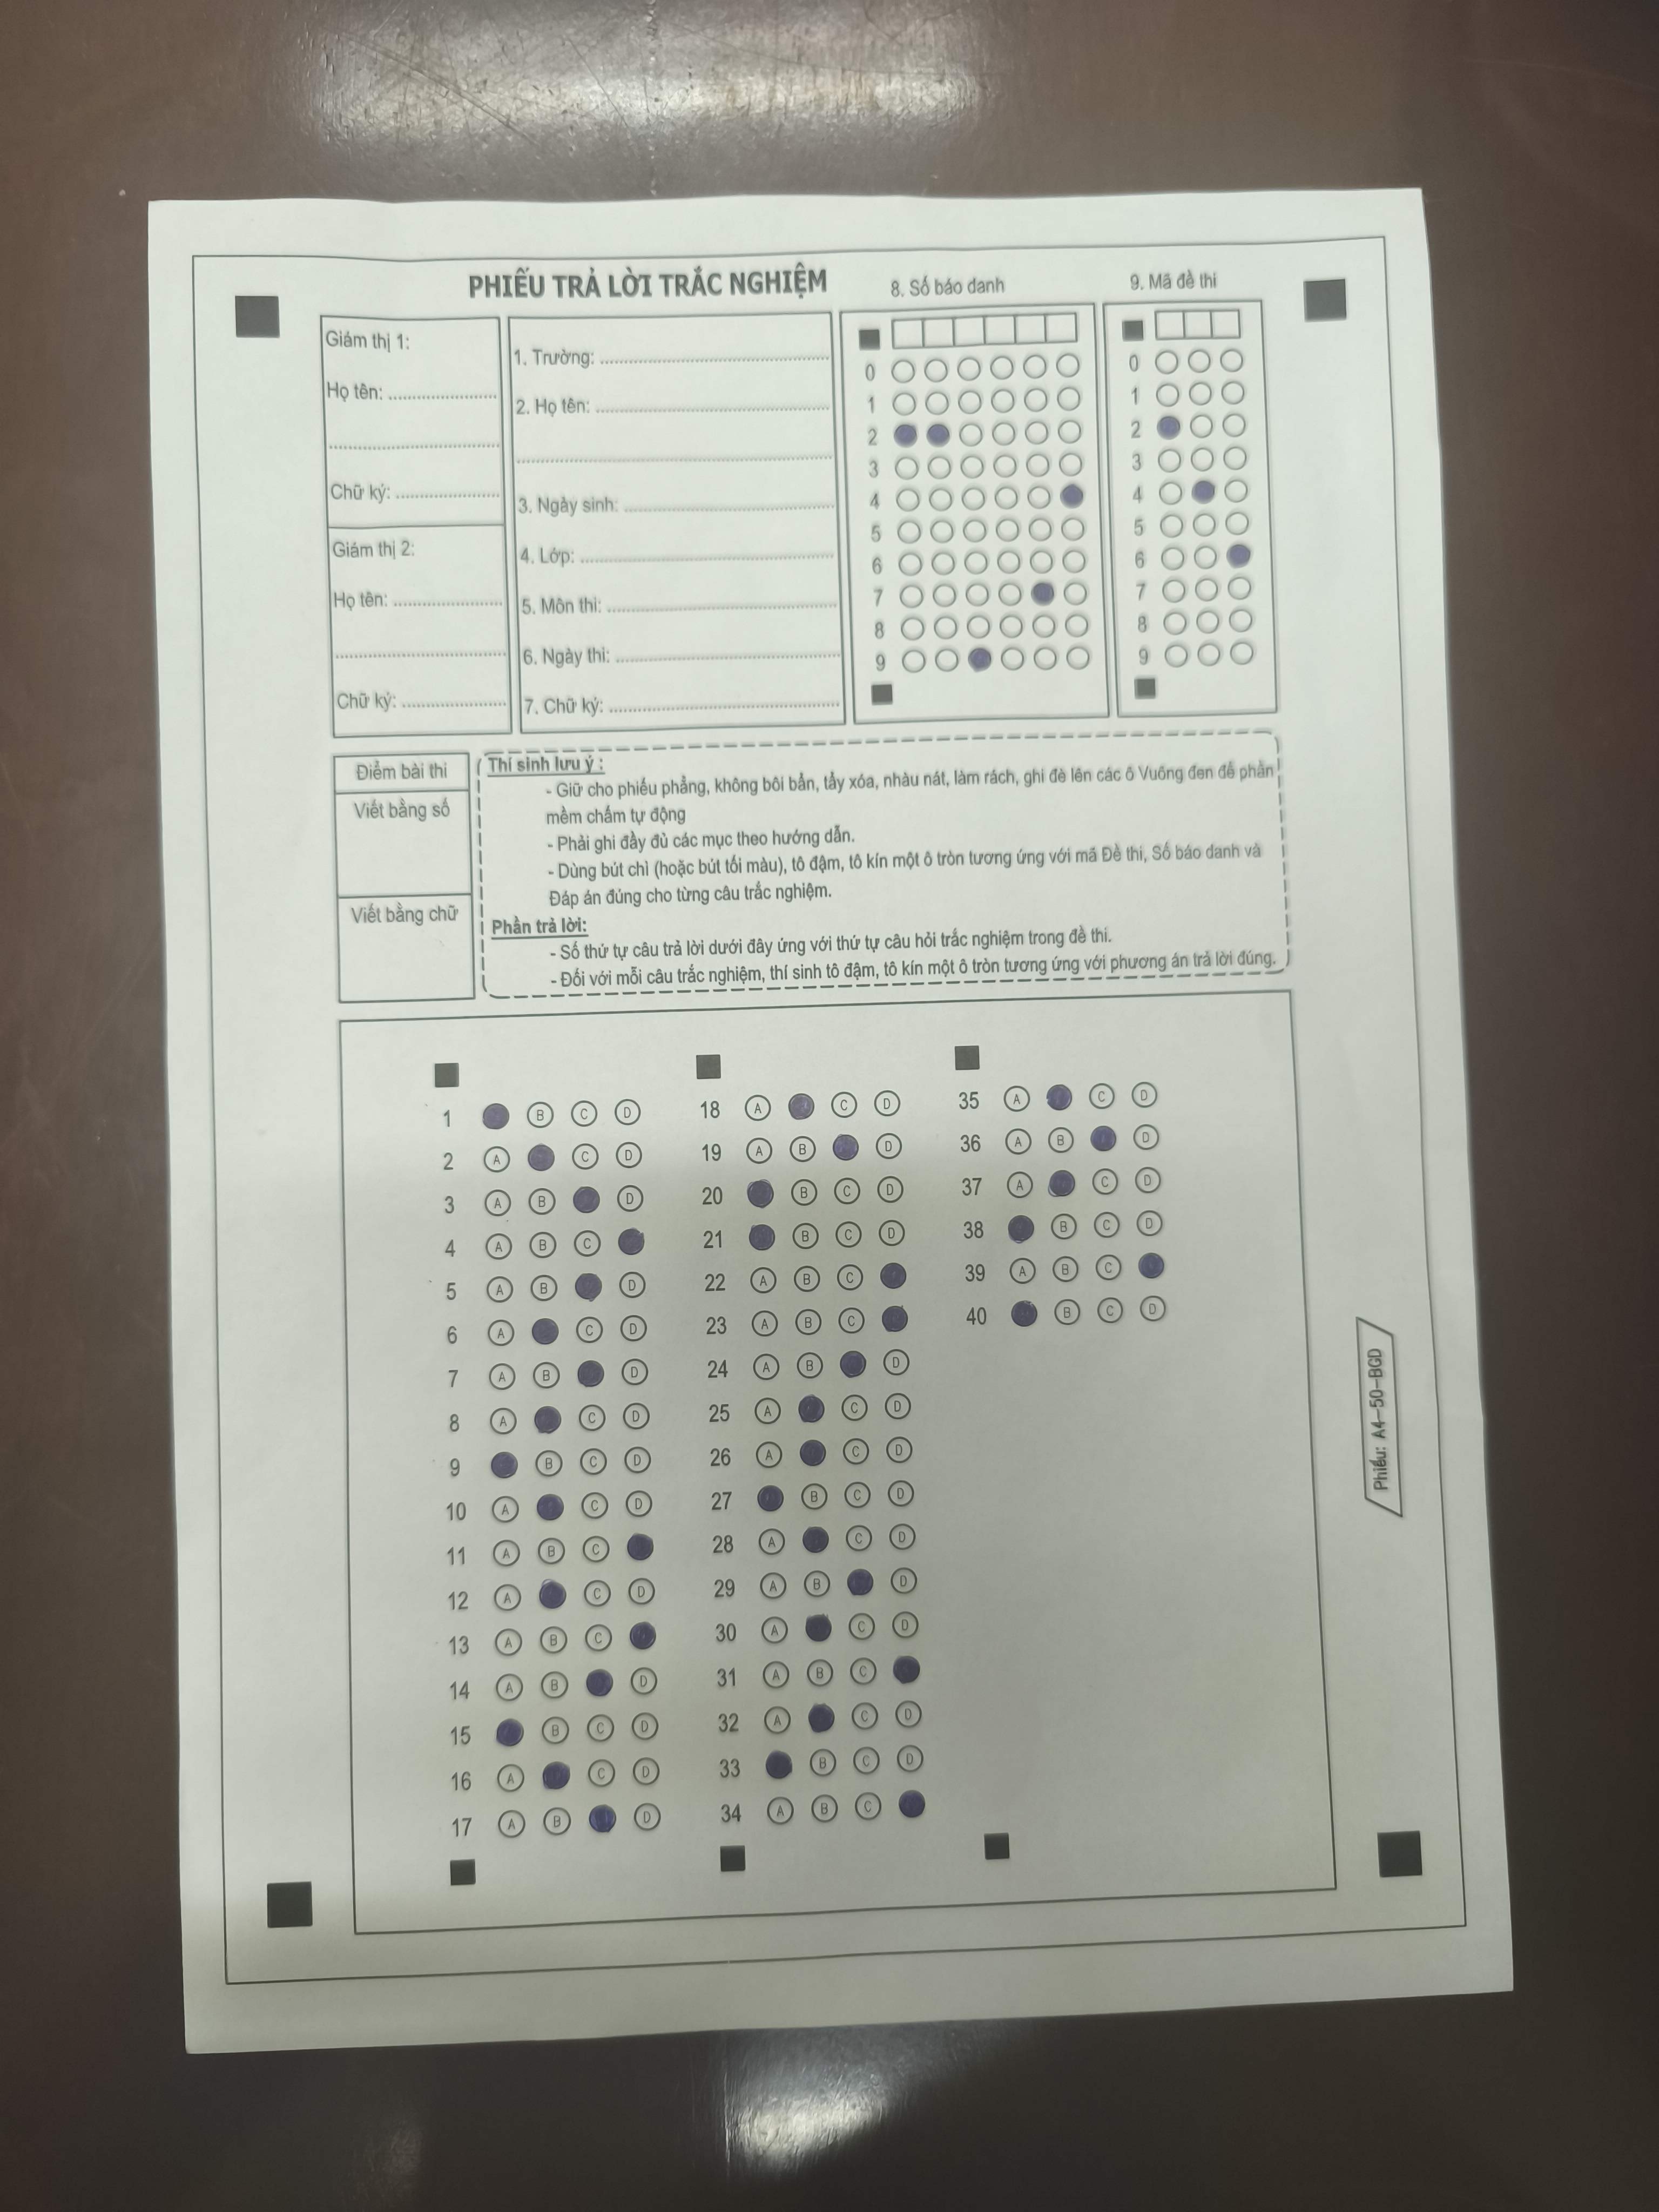 PHIẾU TRẢ LỜI TRẮC NGHIỆM
Giám thị 1:
Họ tên: ........................
........................
Chữ ký: ........................
Giám thị 2:
Họ tên: ........................
........................
Chữ ký: ........................
1. Trường: ........................
2. Họ tên: ........................
........................
3. Ngày sinh: ........................
4. Lớp: ........................
5. Môn thi: ........................
6. Ngày thi: ........................
7. Chữ ký: ........................
8. Số báo danh
0
1
2
3
4
5
6
7
8
9
9. Mã đề thi
0
1
2
3
4
5
6
7
8
9
Điểm bài thi
Viết bằng số
Viết bằng chữ
Thí sinh lưu ý :
- Giữ cho phiếu phẳng, không bôi bẩn, tẩy xóa, nhàu nát, làm rách, ghi đè lên các ô Vuông đen để phần
mềm chấm tự động
- Phải ghi đầy đủ các mục theo hướng dẫn.
- Dùng bút chì (hoặc bút tối màu), tô đậm, tô kín một ô tròn tương ứng với mã Đề thi, Số báo danh và
Đáp án đúng cho từng câu trắc nghiệm.
Phần trả lời:
- Số thứ tự câu trả lời dưới đây ứng với thứ tự câu hỏi trắc nghiệm trong đề thi.
- Đối với mỗi câu trắc nghiệm, thí sinh tô đậm, tô kín một ô tròn tương ứng với phương án trả lời đúng.
1 B C D
2 A C D
3 A B D
4 A B C
5 A B D
6 A C D
7 A B D
8 A C D
9 B C D
10 A C D
11 A B C
12 A C D
13 A B C
14 A B D
15 B C D
16 A C D
17 A B D
18 A C D
19 A B D
20 B C D
21 B C D
22 A B C
23 A B C
24 A B D
25 A C D
26 A C D
27 B C D
28 A C D
29 A B D
30 A C D
31 A B C
32 A C D
33 B C D
34 A B C
35 A C D
36 A B D
37 A C D
38 B C D
39 A B C
40 B C D
Phiếu: A4-50-BGD